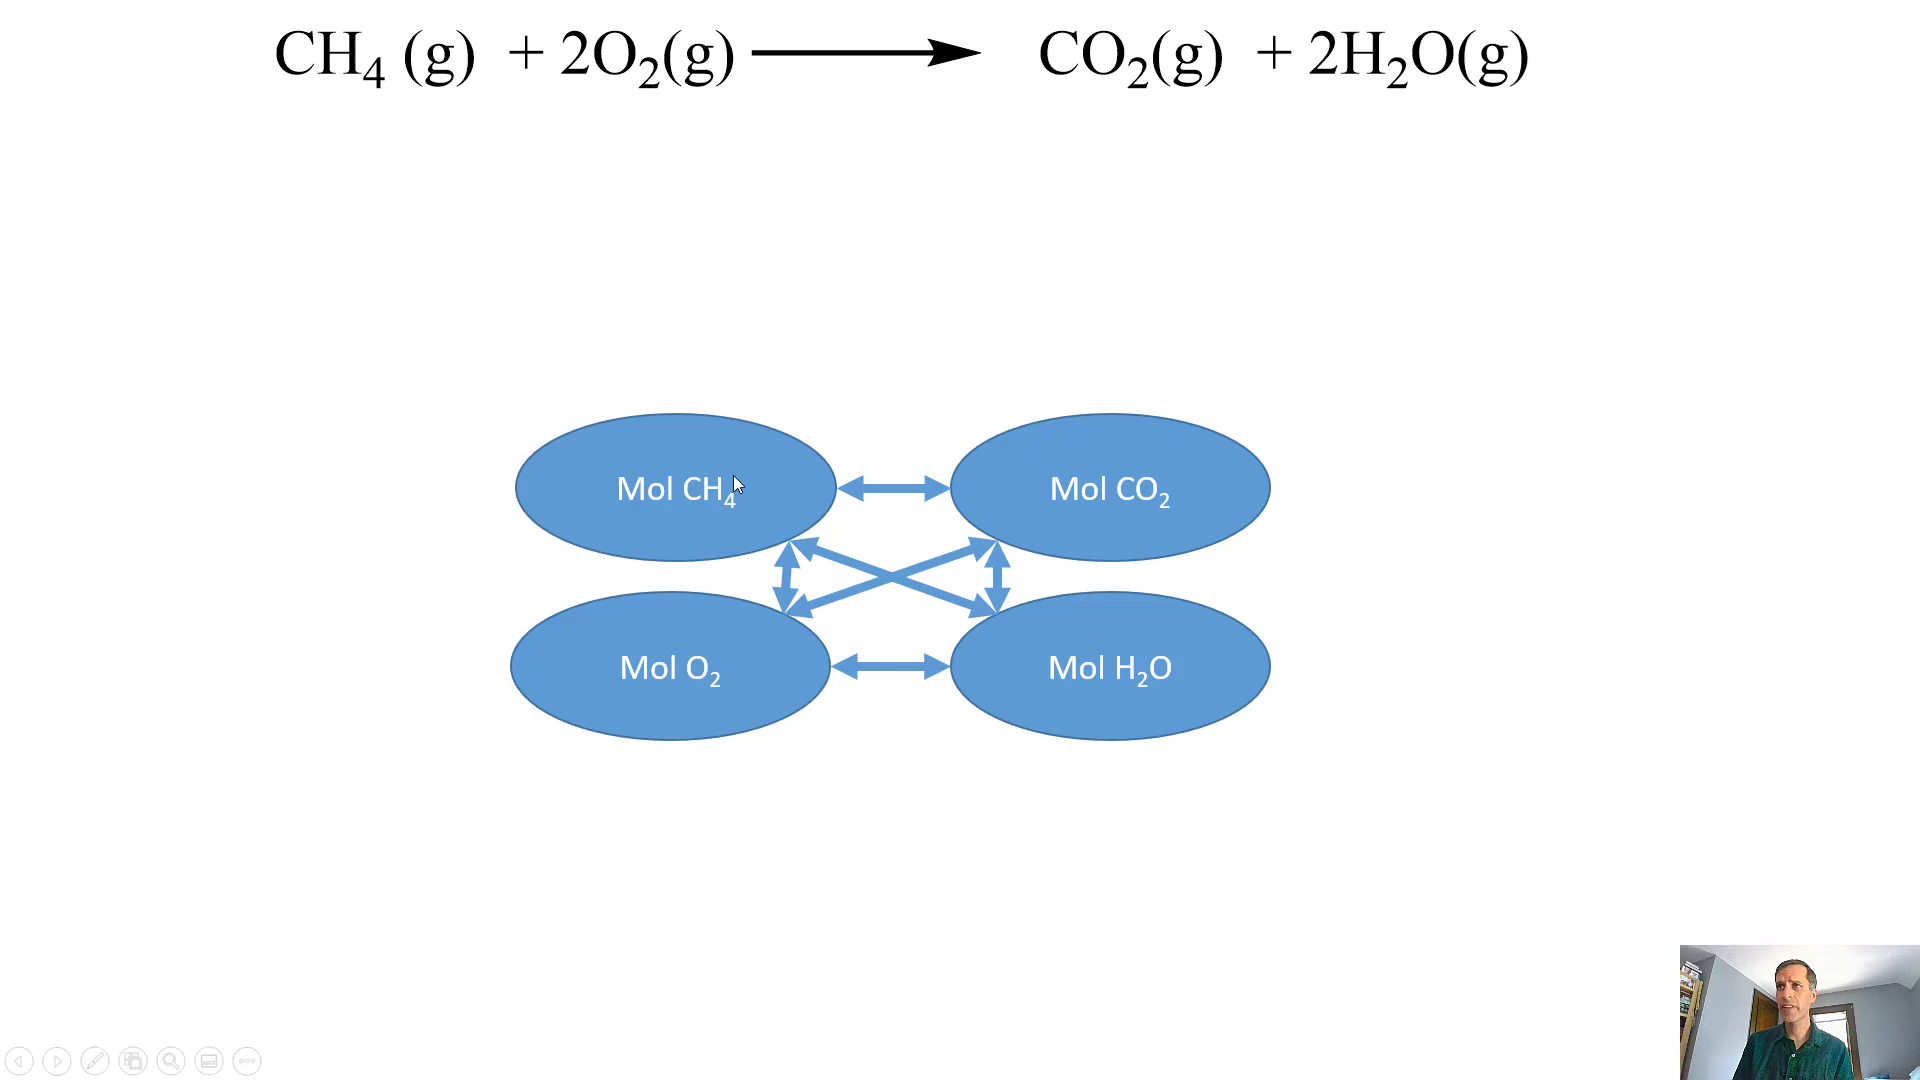 CH₄ (g) + 2O₂(g) ⟶ CO₂(g) + 2H₂O(g)
Mol CH₄
Mol CO₂
Mol O₂
Mol H₂O